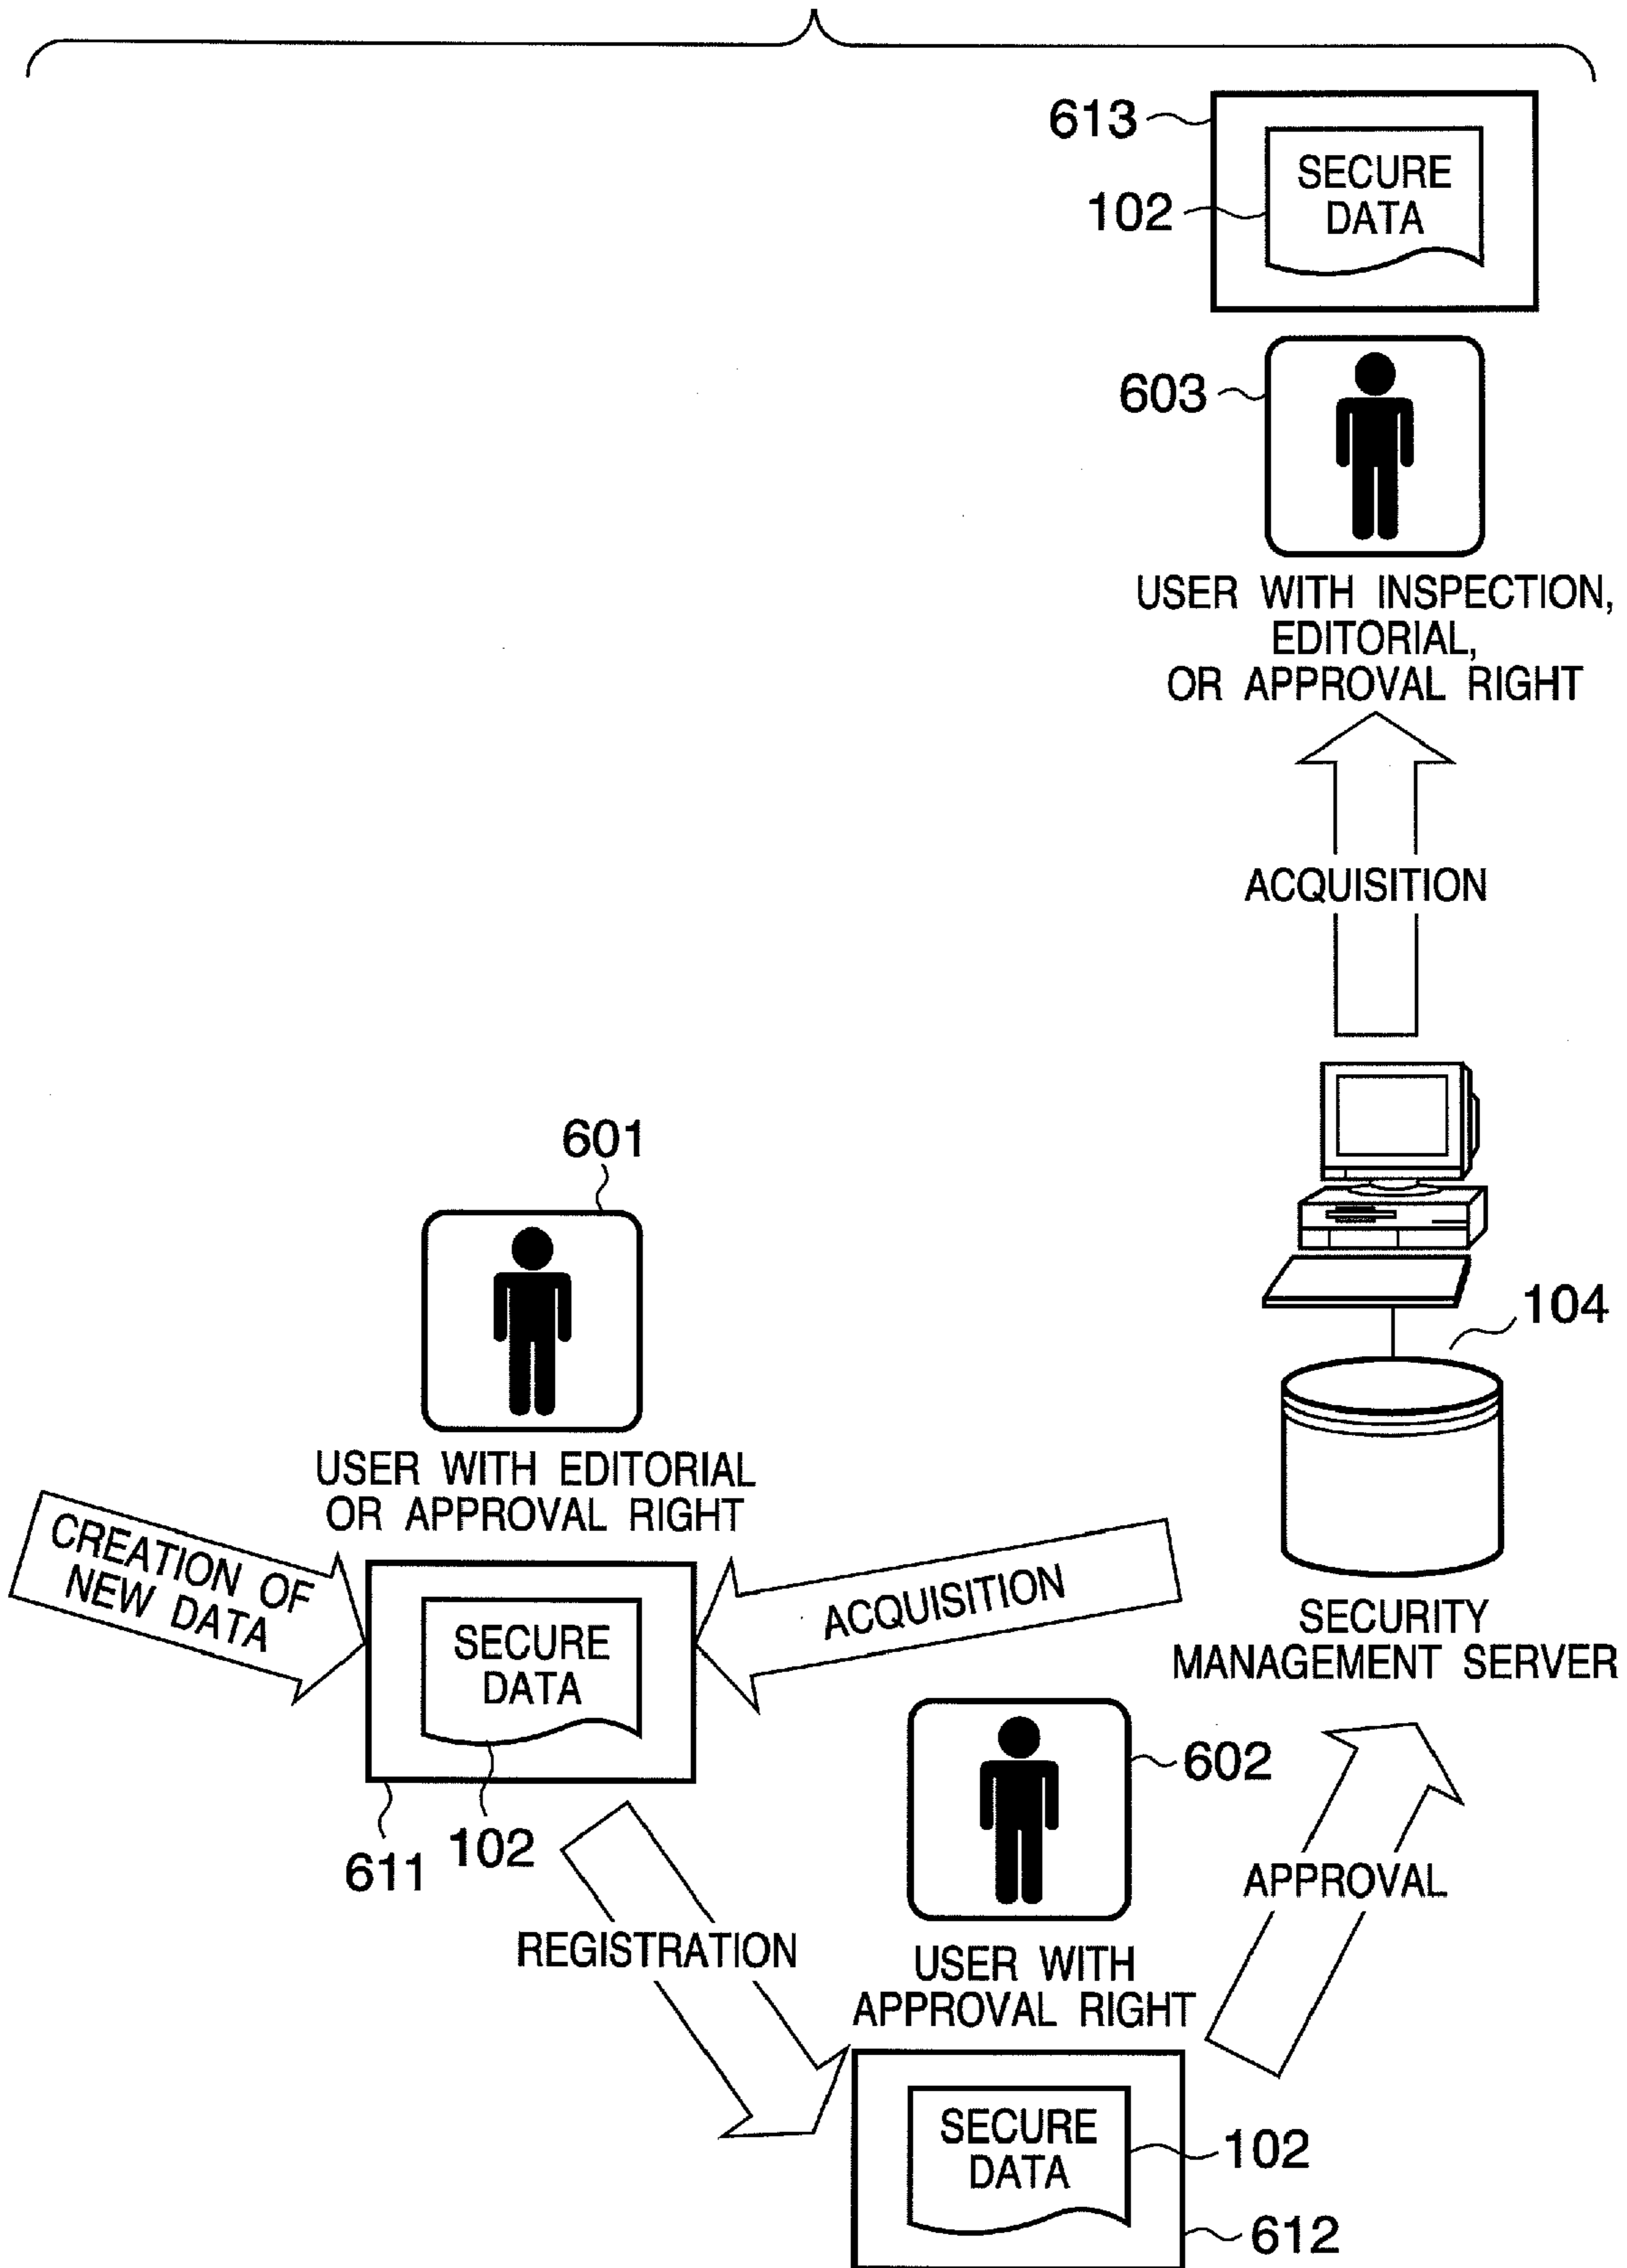 613
SECURE
DATA
102
603
USER WITH INSPECTION,
EDITORIAL,
OR APPROVAL RIGHT
ACQUISITION
601
104
USER WITH EDITORIAL
OR APPROVAL RIGHT
CREATION OF
NEW DATA
SECURE
DATA
ACQUISITION
SECURITY
MANAGEMENT SERVER
602
102
611
APPROVAL
REGISTRATION
USER WITH
APPROVAL RIGHT
SECURE
DATA
102
612